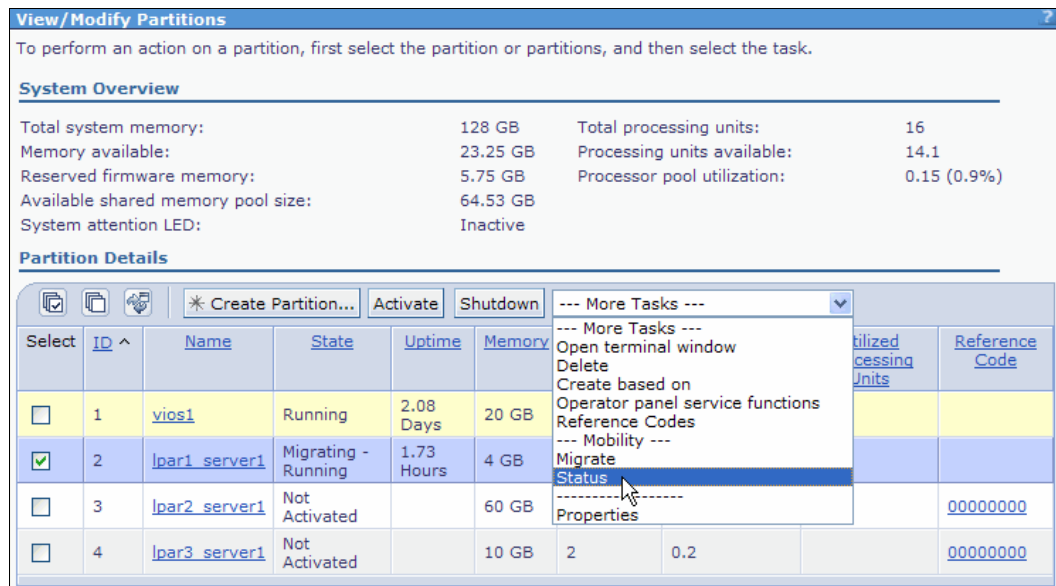 View/Modify Partitions ?
To perform an action on a partition, first select the partition or partitions, and then select the task.
System Overview
Total system memory: 128 GB Total processing units: 16
Memory available: 23.25 GB Processing units available: 14.1
Reserved firmware memory: 5.75 GB Processor pool utilization: 0.15 (0.9%)
Available shared memory pool size: 64.53 GB
System attention LED: Inactive
Partition Details
Create Partition... Activate Shutdown --- More Tasks ---
--- More Tasks ---
Open terminal window
Delete
Create based on
Operator panel service functions
Reference Codes
--- Mobility ---
Migrate
Status
------------------
Properties
Select ID ^ Name State Uptime Memory tilized Reference
cessing Code
Units
1 vios1 Running 2.08 20 GB
Days
2 lpar1_server1 Migrating - 1.73 4 GB
Running Hours
3 lpar2_server1 Not 60 GB 00000000
Activated
4 lpar3_server1 Not 10 GB 2 0.2 00000000
Activated